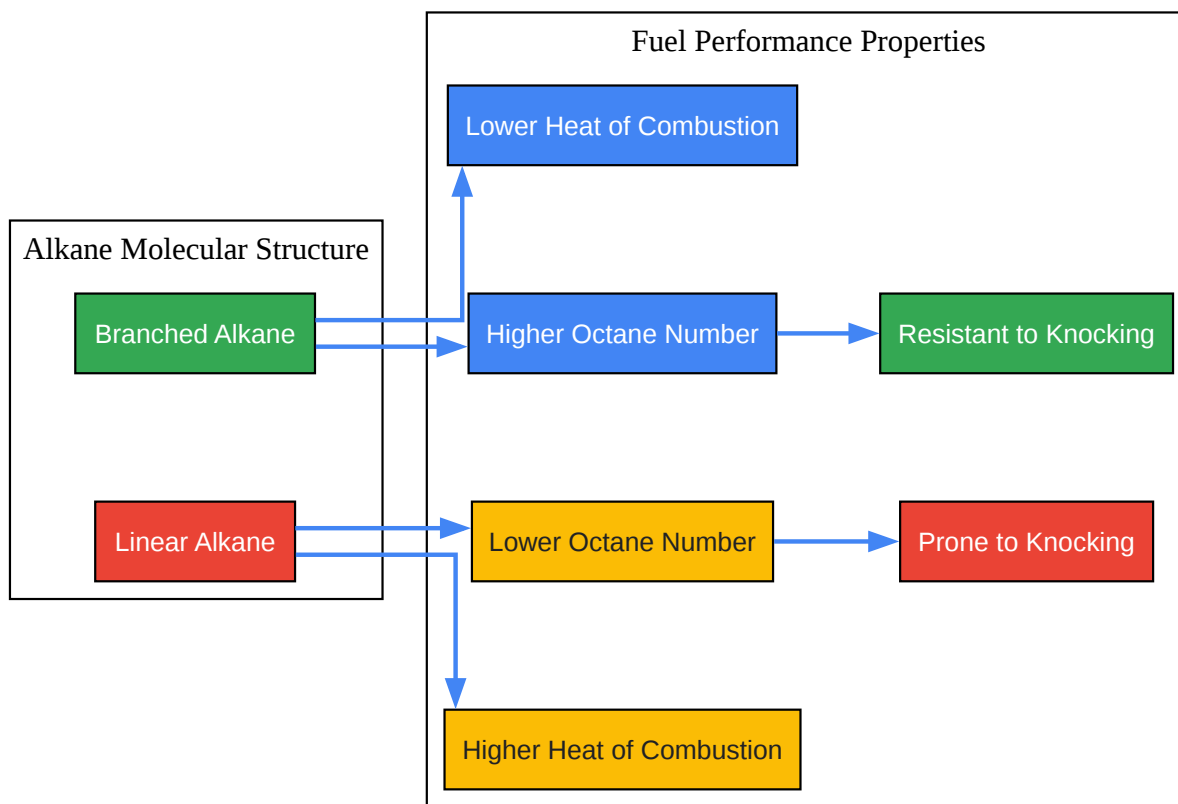 Fuel Performance Properties
Lower Heat of Combustion
Alkane Molecular Structure
Branched Alkane
Higher Octane Number
Resistant to Knocking
Linear Alkane
Lower Octane Number
Prone to Knocking
Higher Heat of Combustion